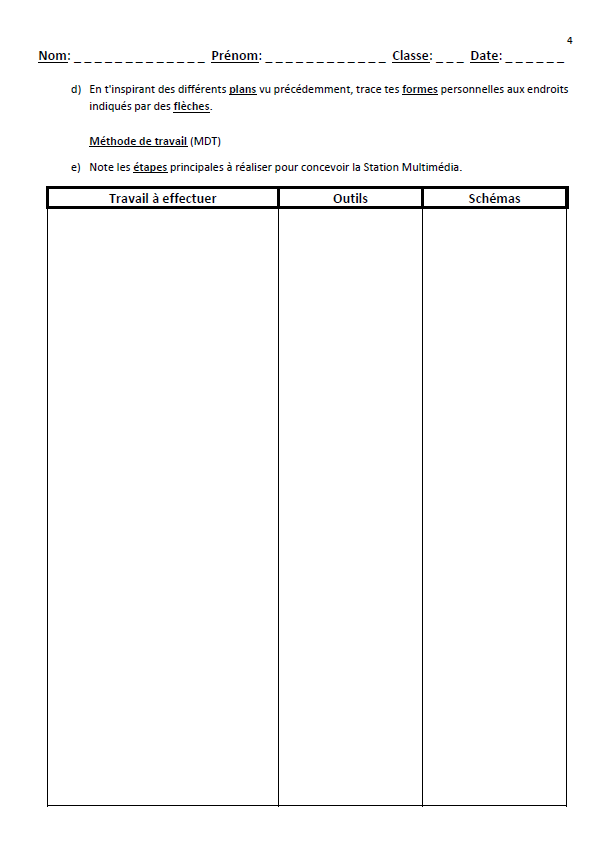 4
Nom: _ _ _ _ _ _ _ _ _ _ _ _ _ Prénom: _ _ _ _ _ _ _ _ _ _ _ _ Classe: _ _ _ Date: _ _ _ _ _ _
d) En t'inspirant des différents plans vu précédemment, trace tes formes personnelles aux endroits
indiqués par des flèches.
Méthode de travail (MDT)
e) Note les étapes principales à réaliser pour concevoir la Station Multimédia.
Travail à effectuer Outils Schémas